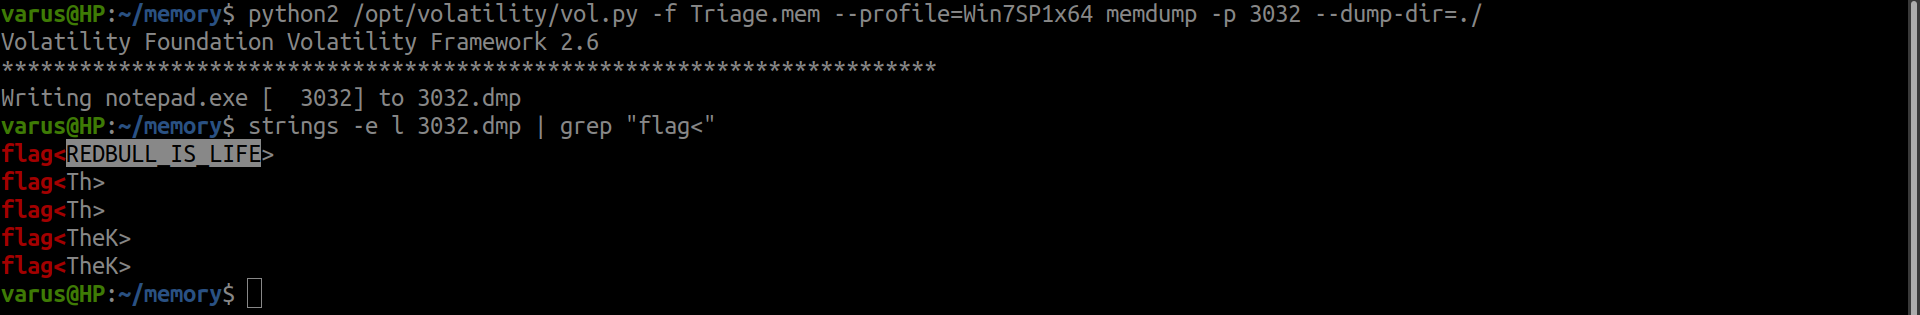 varus@HP:~/memory$ python2 /opt/volatility/vol.py -f Triage.mem --profile=Win7SP1x64 memdump -p 3032 --dump-dir=./
Volatility Foundation Volatility Framework 2.6
************************************************************************
Writing notepad.exe [  3032] to 3032.dmp
varus@HP:~/memory$ strings -e l 3032.dmp | grep "flag<"
flag<REDBULL_IS_LIFE>
flag<Th>
flag<Th>
flag<TheK>
flag<TheK>
varus@HP:~/memory$